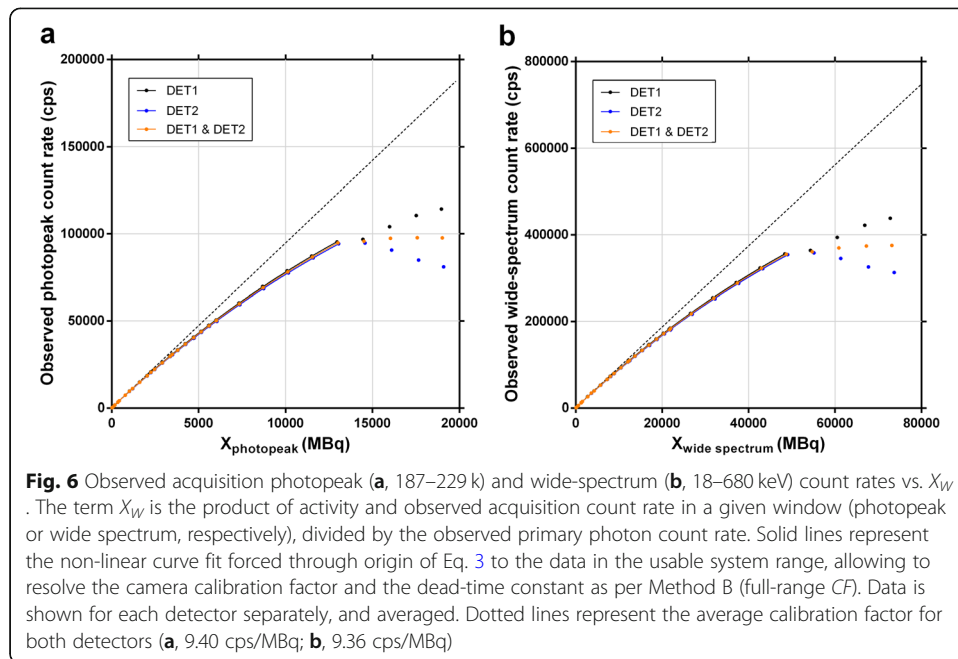 a
200000
150000
100000
50000
0
Observed photopeak count rate (cps)
DET1
DET2
DET1 & DET2
0
5000
10000
15000
20000
X photopeak (MBq)
b
800000
600000
400000
200000
0
Observed wide-spectrum count rate (cps)
DET1
DET2
DET1 & DET2
0
20000
40000
60000
80000
X wide spectrum (MBq)
Fig. 6 Observed acquisition photopeak (a, 187–229 k) and wide-spectrum (b, 18–680 keV) count rates vs. XW
. The term XW is the product of activity and observed acquisition count rate in a given window (photopeak
or wide spectrum, respectively), divided by the observed primary photon count rate. Solid lines represent
the non-linear curve fit forced through origin of Eq. 3 to the data in the usable system range, allowing to
resolve the camera calibration factor and the dead-time constant as per Method B (full-range CF). Data is
shown for each detector separately, and averaged. Dotted lines represent the average calibration factor for
both detectors (a, 9.40 cps/MBq; b, 9.36 cps/MBq)